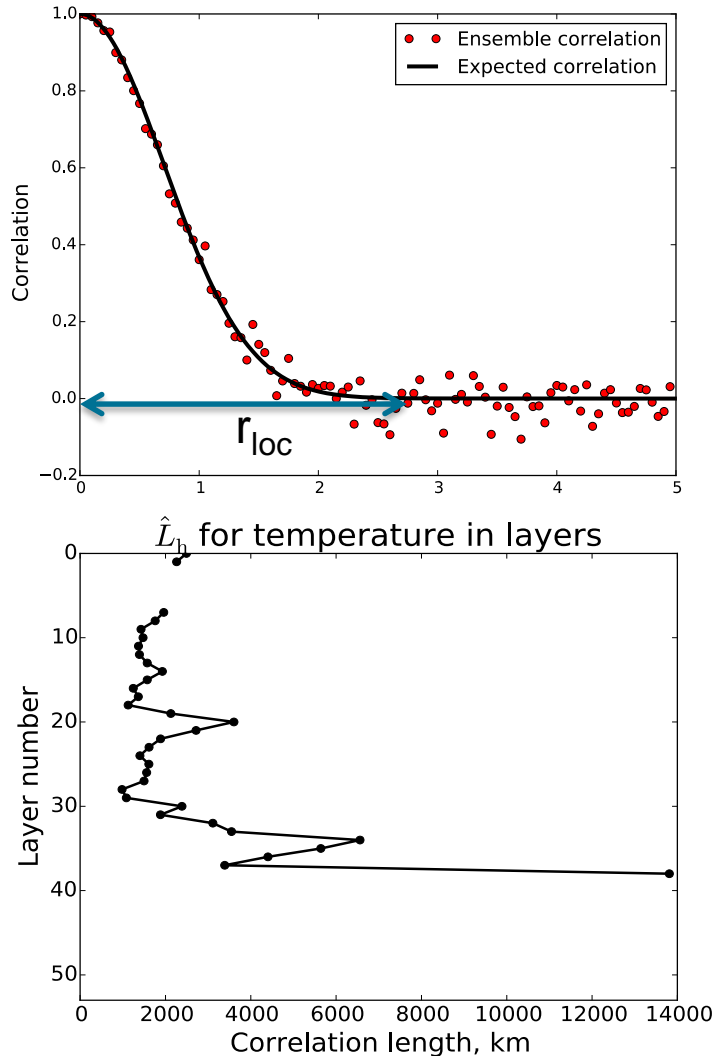 1.0
0.8
0.6
0.4
0.2
0.0
−0.2
Correlation
Ensemble correlation
Expected correlation
r_loc
0 1 2 3 4 5
L̂_h for temperature in layers
0
10
20
30
40
50
Layer number
0 2000 4000 6000 8000 10000 12000 14000
Correlation length, km